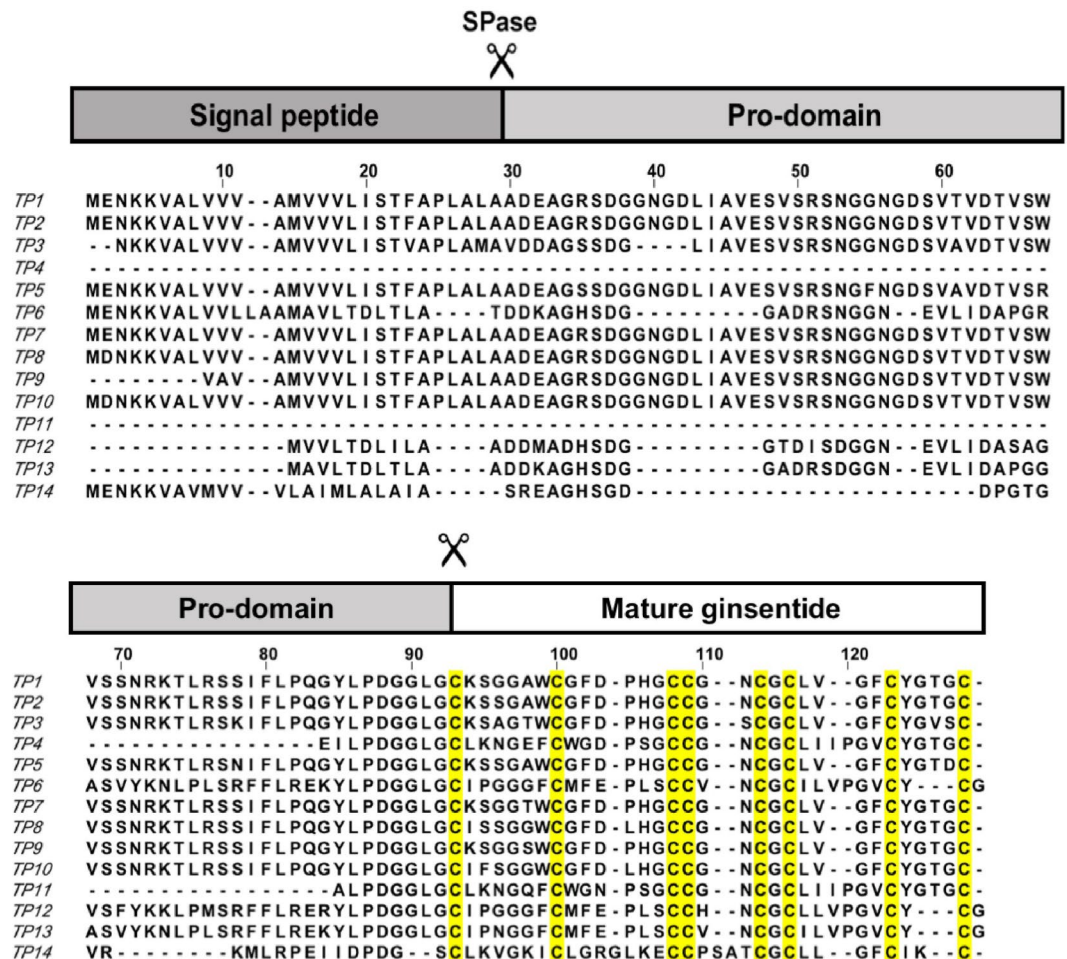 SPase
Signal peptide Pro-domain
10 20 30 40 50 60
TP1 MENKKVALVVV--AMVVVLISTFAPLALAADEAGRSDGGNGDLIAVESVSRSNGGNGDSVTVDTVSW
TP2 MENKKVALVVV--AMVVVLISTFAPLALAADEAGRSDGGNGDLIAVESVSRSNGGNGDSVTVDTVSW
TP3 --NKKVALVVV--AMVVVLISTVAPLAMAVDDAGSSDG----LIAVESVSRSNGGNGDSVAVDTVSW
TP4 -------------------------------------------------------------------
TP5 MENKKVALVVV--AMVVVLISTFAPLALAADEAGSSDGGNGDLIAVESVSRSNGFNGDSVAVDTVSR
TP6 MENKKVALVVLLAAMAVLTDLTLA----TDDKAGHSDG---------GADRSNGGN--EVLIDAPGR
TP7 MENKKVALVVV--AMVVVLISTFAPLALAADEAGRSDGGNGDLIAVESVSRSNGGNGDSVTVDTVSW
TP8 MDNKKVALVVV--AMVVVLISTFAPLALAADEAGRSDGGNGDLIAVESVSRSNGGNGDSVTVDTVSW
TP9 --------VAV--AMVVVLISTFAPLALAADEAGRSDGGNGDLIAVESVSRSNGGNGDSVTVDTVSW
TP10 MDNKKVALVVV--AMVVVLISTFAPLALAADEAGRSDGGNGDLIAVESVSRSNGGNGDSVTVDTVSW
TP11 -------------------------------------------------------------------
TP12 --------------MVVLTDLILA----ADDMADHSDG---------GTDISDGGN--EVLIDASAG
TP13 --------------MAVLTDLTLA----ADDKAGHSDG---------GADRSDGGN--EVLIDAPGG
TP14 MENKKVAVMVV--VLAIMLALAIA-----SREAGHSGD------------------------DPGTG
Pro-domain Mature ginsentide
70 80 90 100 110 120
TP1 VSSNRKTLRSSIFLPQGYLPDGGLGCKSGGAWCGFD-PHGCCG--NCGCLV--GFCYGTGC-
TP2 VSSNRKTLRSSIFLPQGYLPDGGLGCKSSGAWCGFD-PHGCCG--NCGCLV--GFCYGTGC-
TP3 VSSNRKTLRSKIFLPQGYLPDGGLGCKSAGTWCGFD-PHGCCG--SCGCLV--GFCYGVSC-
TP4 ----------------EILPDGGLGCLKNGEFCWGD-PSGCCG--NCGCLIIPGVCYGTGC-
TP5 VSSNRKTLRSNIFLPQGYLPDGGLGCKSSGAWCGFD-PHGCCG--NCGCLV--GFCYGTDC-
TP6 ASVYKNLPLSRFFLREKYLPDGGLGCIPGGGFCMFE-PLSCCV--NCGCILVPGVCY---CG
TP7 VSSNRKTLRSSIFLPQGYLPDGGLGCKSGGTWCGFD-PHGCCG--NCGCLV--GFCYGTGC-
TP8 VSSNRKTLRSSIFLPQGYLPDGGLGCISSGGWCGFD-LHGCCG--NCGCLV--GFCYGTGC-
TP9 VSSNRKTLRSSIFLPQGYLPDGGLGCKSGGSWCGFD-PHGCCG--NCGCLV--GFCYGTGC-
TP10 VSSNRKTLRSSIFLPQGYLPDGGLGCIFSGGWCGFD-LHGCCG--NCGCLV--GFCYGTGC-
TP11 -----------------ALPDGGLGCLKNGQFCWGN-PSGCCG--NCGCLIIPGVCYGTGC-
TP12 VSFYKKLPMSRFFLRERYLPDGGLGCIPGGGFCMFE-PLSCCH--NCGCLLVPGVCY---CG
TP13 ASVYKNLPLSRFFLREKYLPDGGLGCIPNGGFCMFE-PLSCCV--NCGCILVPGVCY---CG
TP14 VR--------KMLRPEIIDPDG--SCLKVGKICLGRGLKECCPSATCGCLL--GFCIK--C-